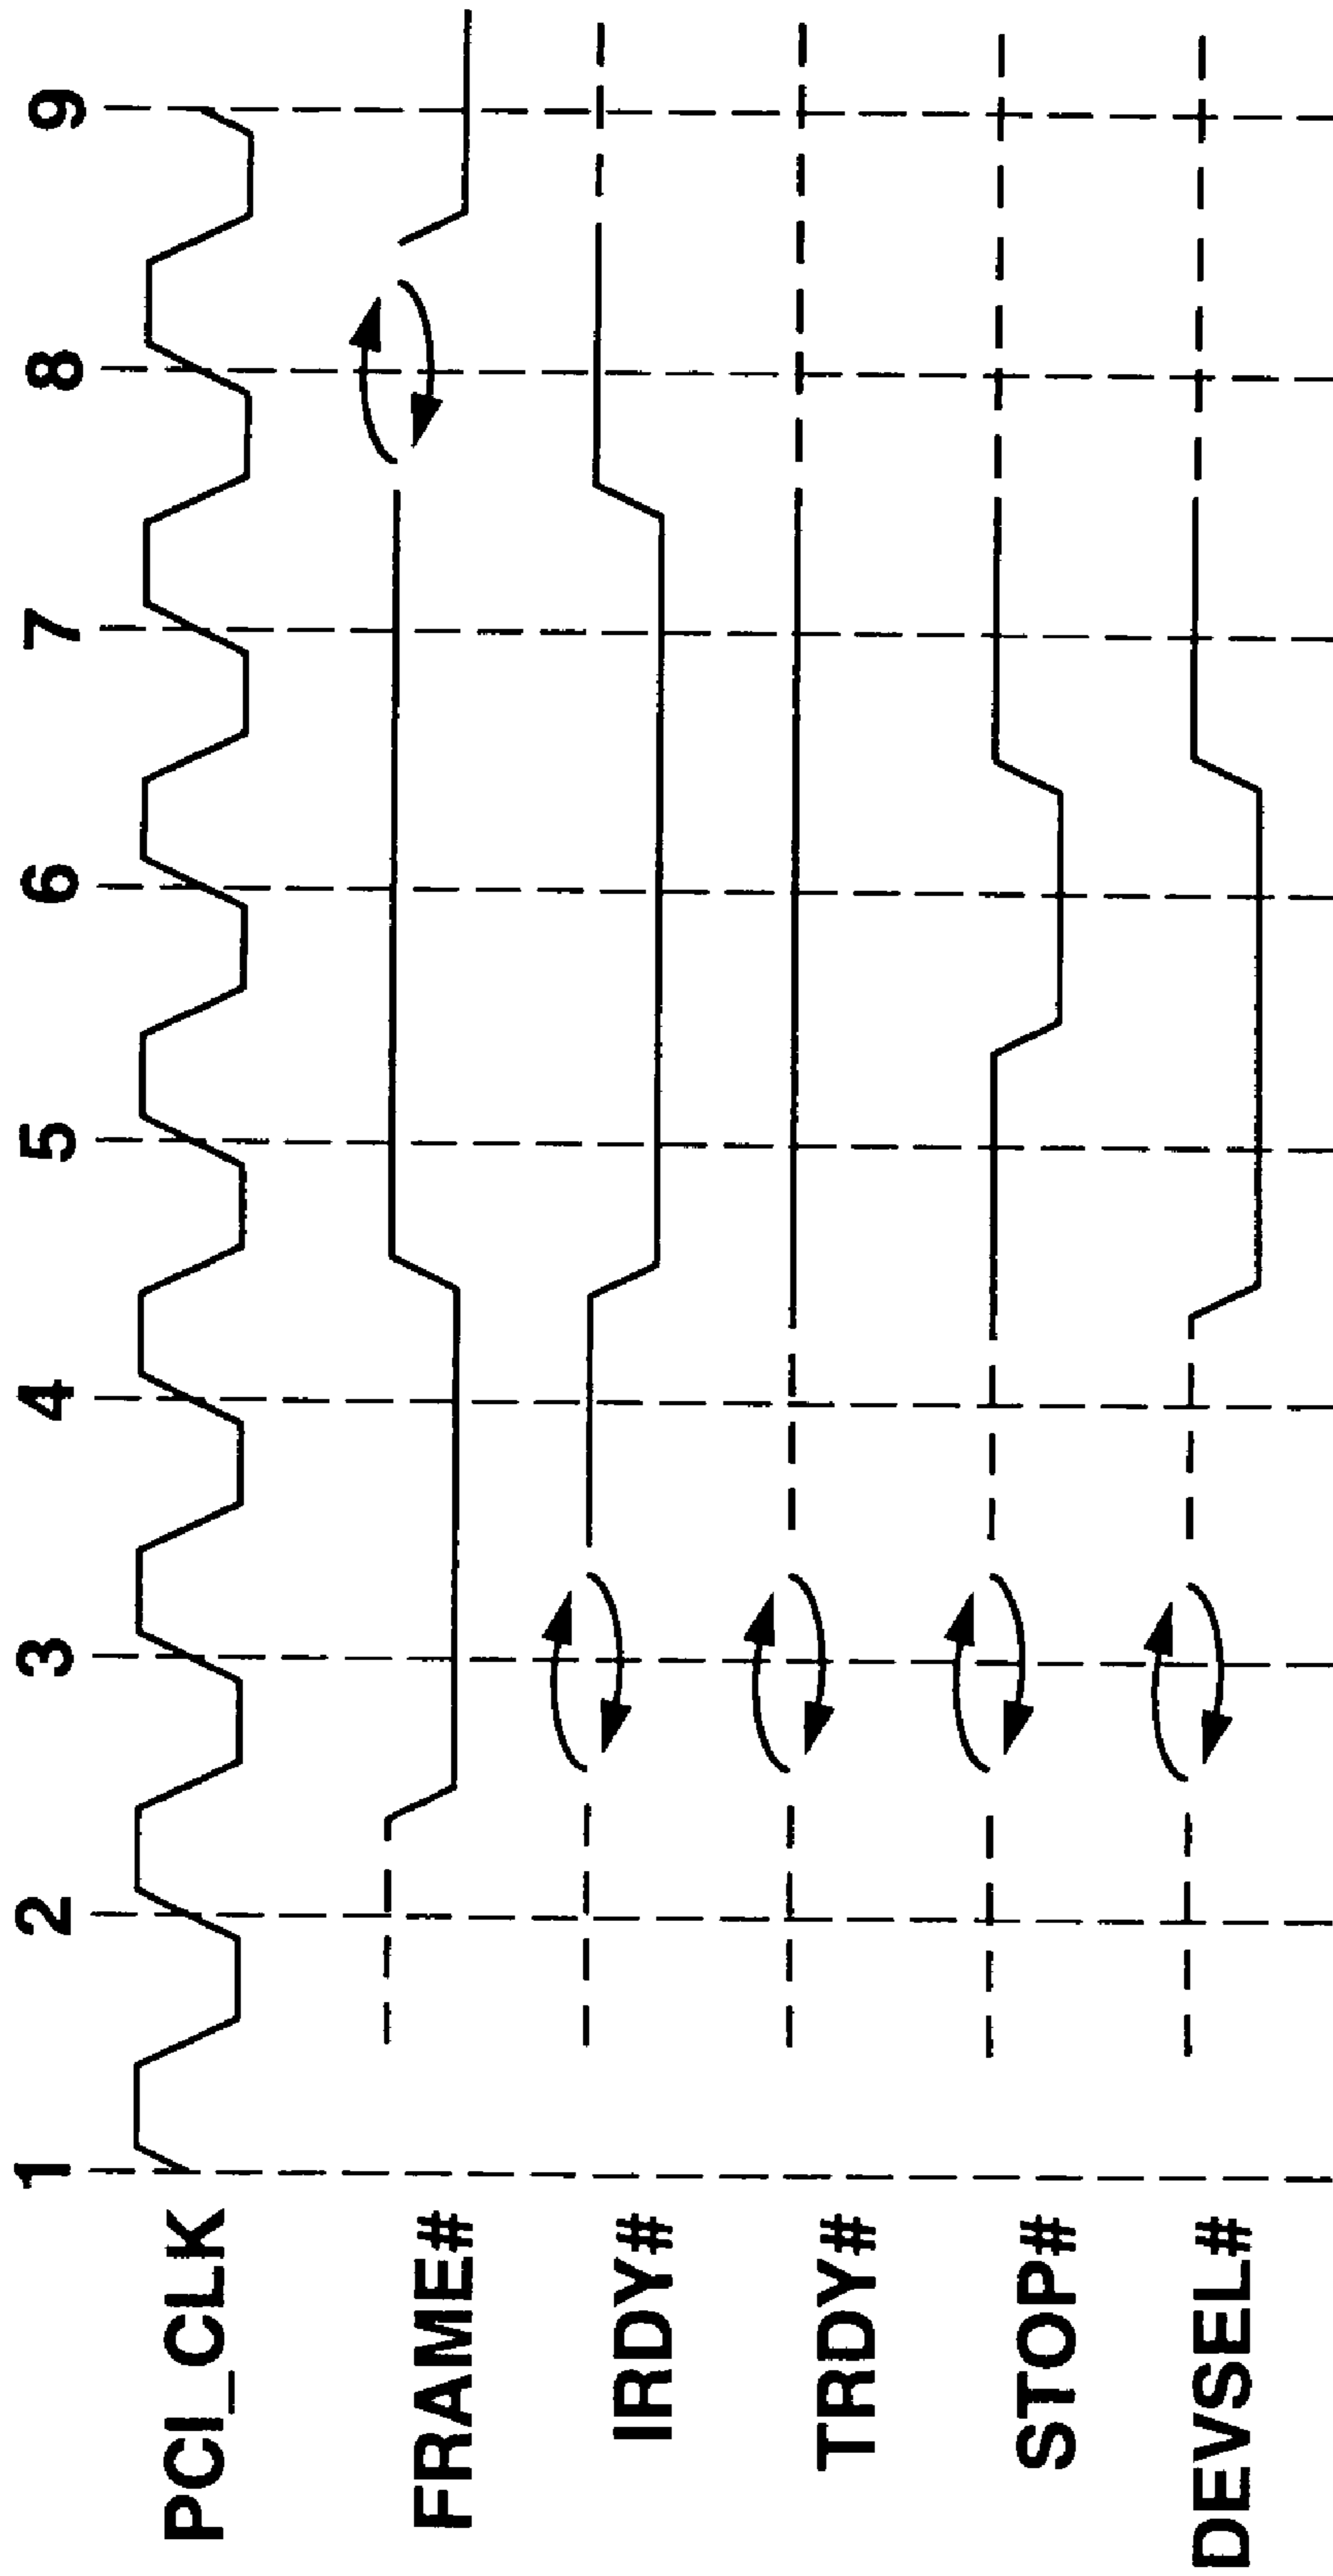 1 2 3 4 5 6 7 8 9
PCI_CLK
FRAME#
IRDY#
TRDY#
STOP#
DEVSEL#